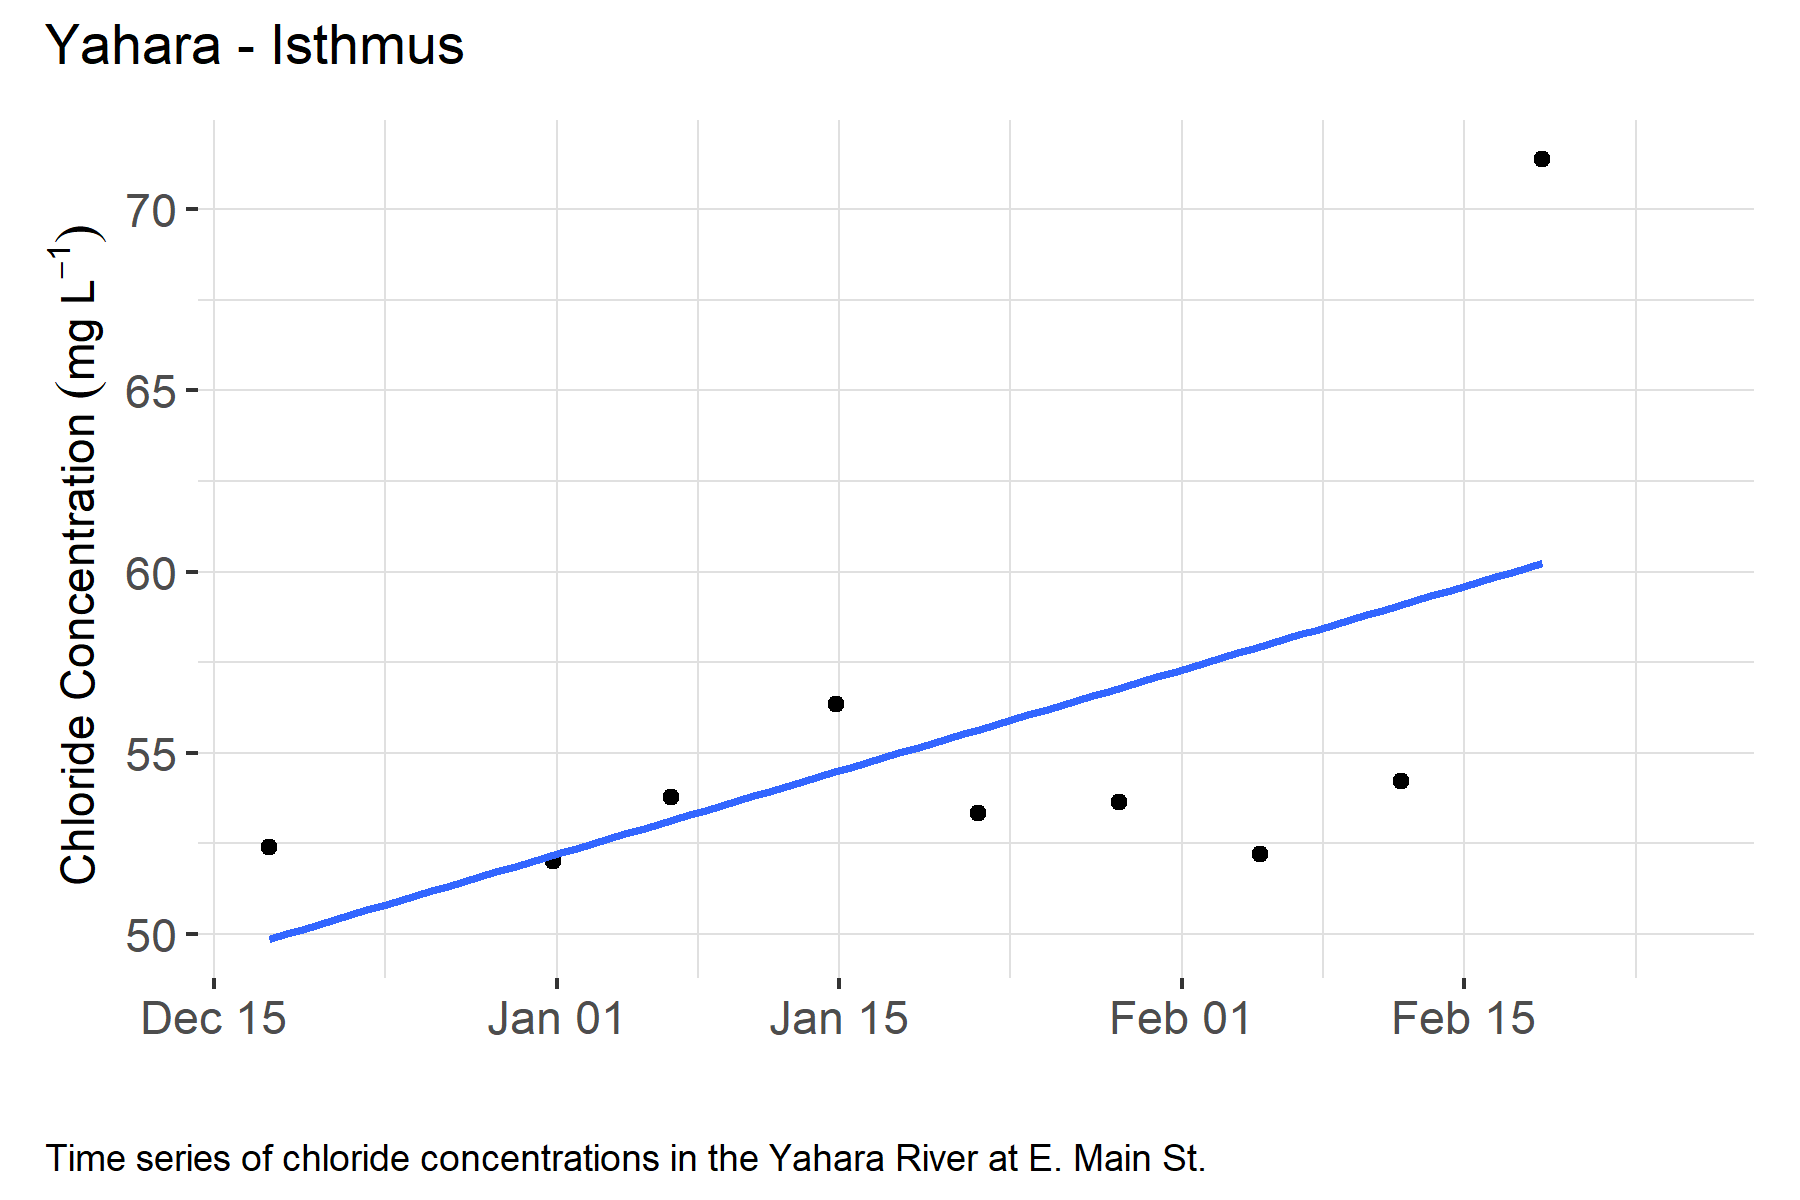 Yahara - Isthmus
Chloride Concentration (mg L⁻¹)
70
65
60
55
50
Dec 15 Jan 01 Jan 15 Feb 01 Feb 15
Time series of chloride concentrations in the Yahara River at E. Main St.